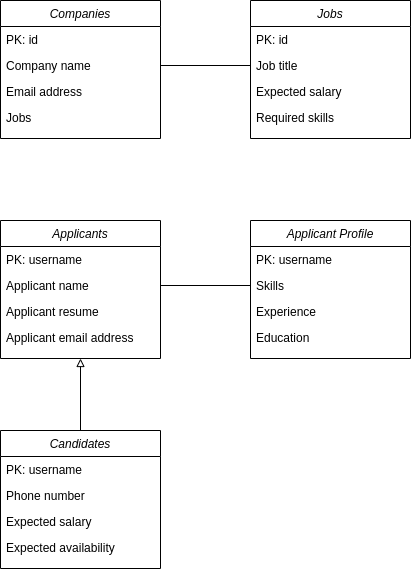 Companies
PK: id
Company name
Email address
Jobs
Jobs
PK: id
Job title
Expected salary
Required skills
Applicants
PK: username
Applicant name
Applicant resume
Applicant email address
Applicant Profile
PK: username
Skills
Experience
Education
Candidates
PK: username
Phone number
Expected salary
Expected availability